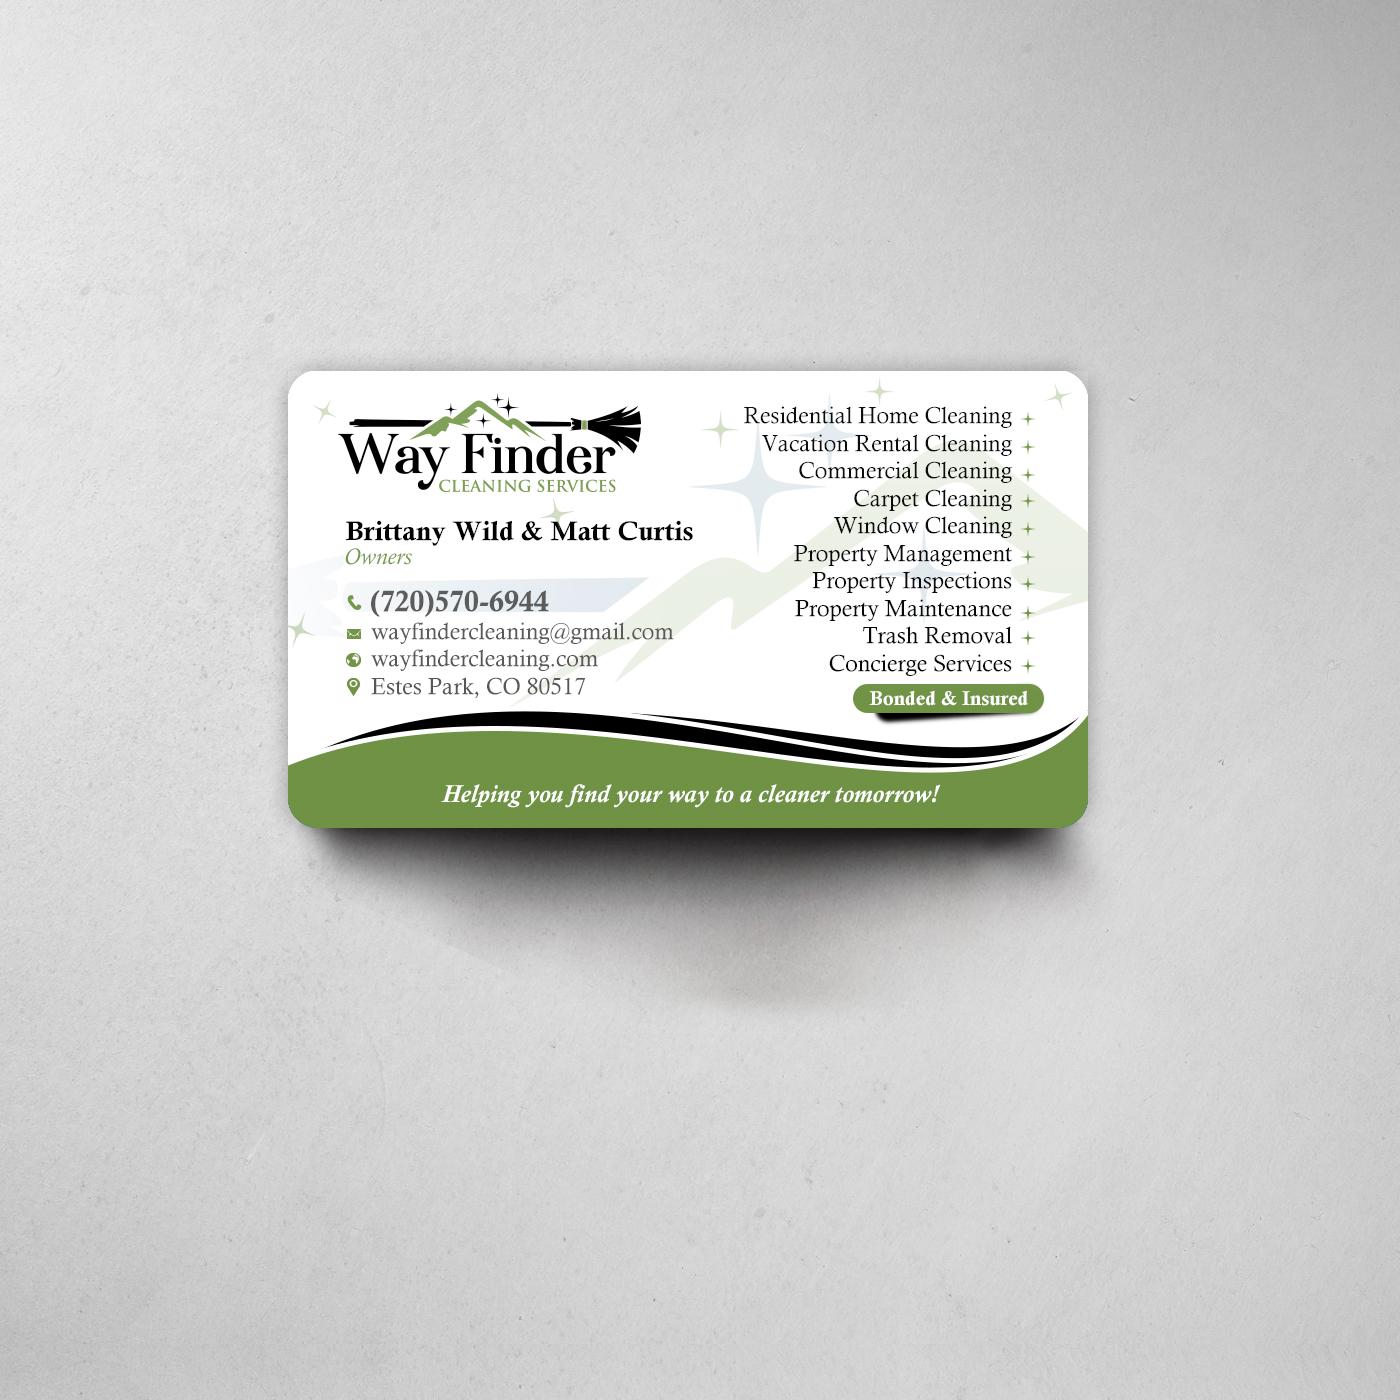 Way Finder
CLEANING SERVICES
Brittany Wild & Matt Curtis
Owners
(720)570-6944
wayfindercleaning@gmail.com
wayfindercleaning.com
Estes Park, CO 80517
Residential Home Cleaning
Vacation Rental Cleaning
Commercial Cleaning
Carpet Cleaning
Window Cleaning
Property Management
Property Inspections
Property Maintenance
Trash Removal
Concierge Services
Bonded & Insured
Helping you find your way to a cleaner tomorrow!